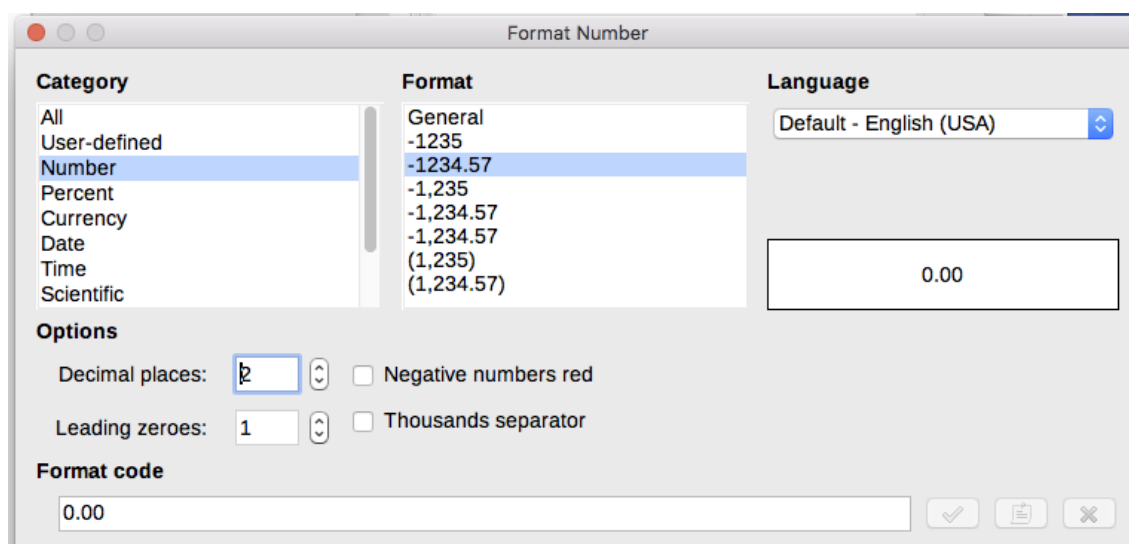 Format Number
Category
All
User-defined
Number
Percent
Currency
Date
Time
Scientific
Format
General
-1235
-1234.57
-1,235
-1,234.57
-1,234.57
(1,235)
(1,234.57)
Language
Default - English (USA)
0.00
Options
Decimal places: 2
Negative numbers red
Leading zeroes: 1
Thousands separator
Format code
0.00